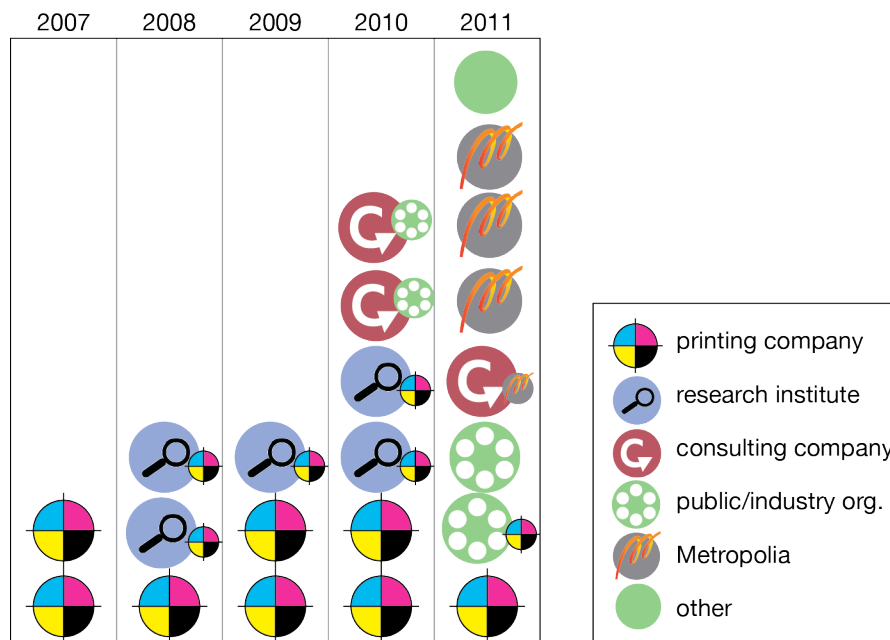 2007 2008 2009 2010 2011
printing company
research institute
consulting company
public/industry org.
Metropolia
other